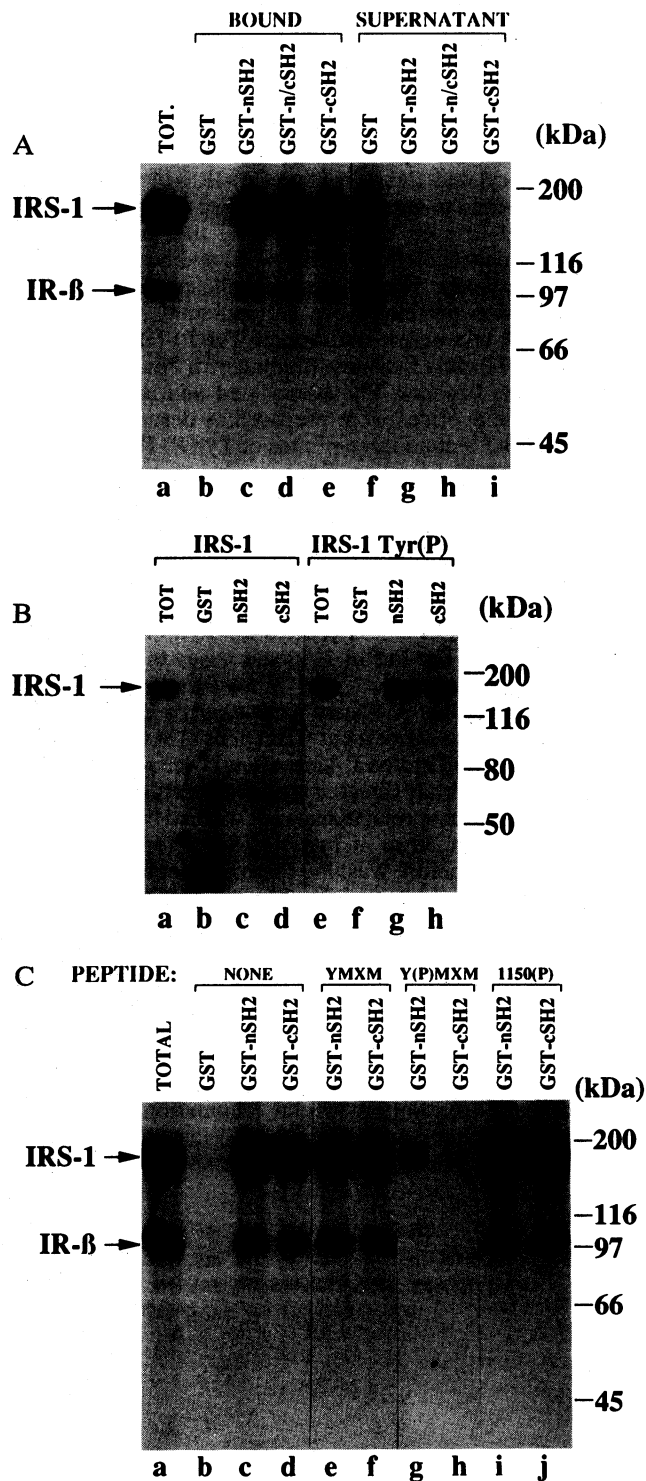 BOUND SUPERNATANT
A TOT. GST GST-nSH2 GST-n/cSH2 GST-cSH2 GST GST-nSH2 GST-n/cSH2 GST-cSH2 (kDa)
IRS-1 200
116
IR-ß 97
66
45
a b c d e f g h i
IRS-1 IRS-1 Tyr(P)
B TOT GST nSH2 cSH2 TOT GST nSH2 cSH2 (kDa)
IRS-1 200
116
80
50
a b c d e f g h
C PEPTIDE: NONE YMXM Y(P)MXM 1150(P)
TOTAL GST GST-nSH2 GST-cSH2 GST-nSH2 GST-cSH2 GST-nSH2 GST-cSH2 GST-nSH2 GST-cSH2 (kDa)
IRS-1 200
116
IR-ß 97
66
45
a b c d e f g h i j